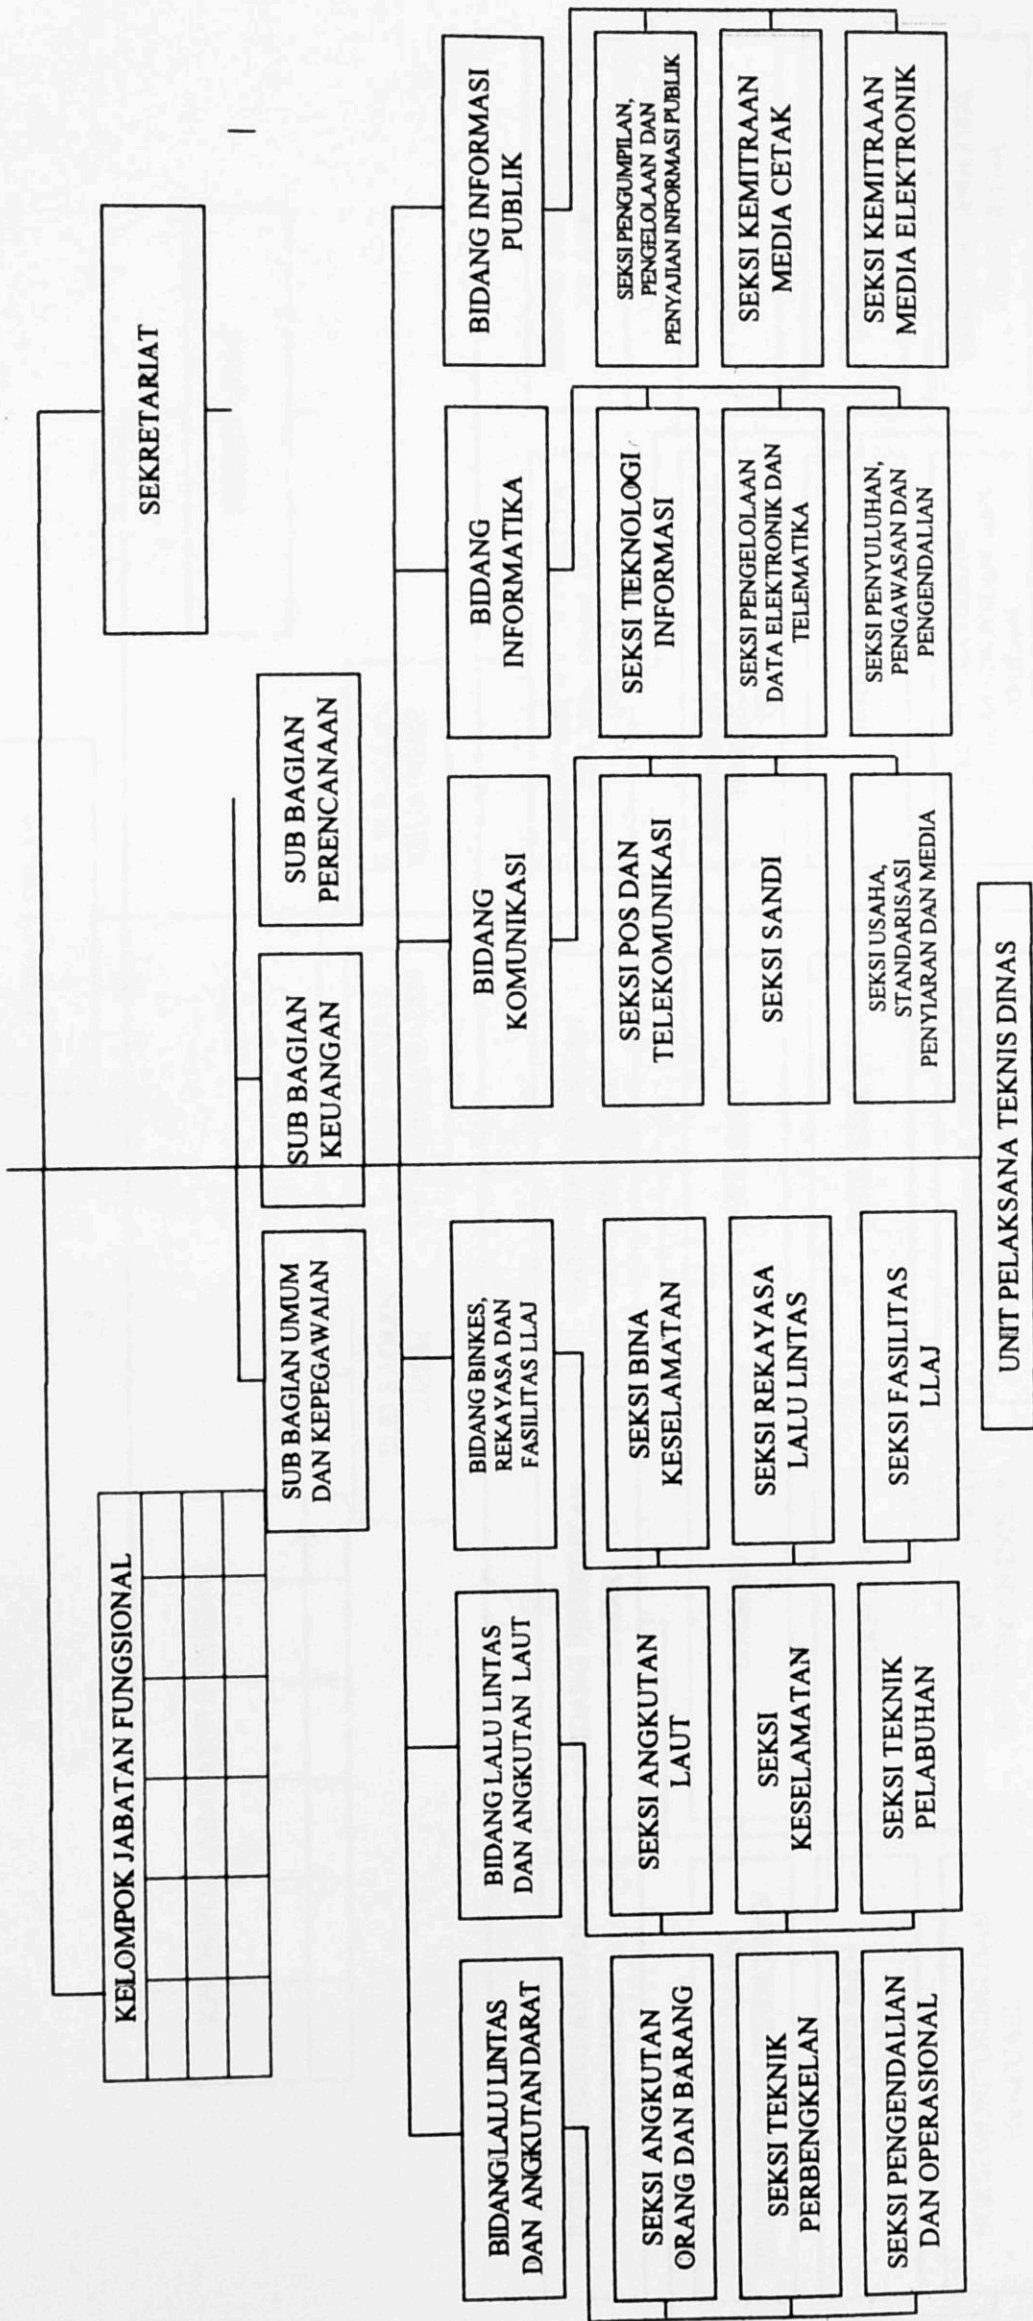 KELOMPOK JABATAN FUNGSIONAL
SEKRETARIAT
SUB BAGIAN UMUM
DAN KEPEGAWAIAN
SUB BAGIAN
KEUANGAN
SUB BAGIAN
PERENCANAAN
BIDANG LALU LINTAS
DAN ANGKUTAN DARAT
SEKSI ANGKUTAN
ORANG DAN BARANG
SEKSI TEKNIK
PERBENGKELAN
SEKSI PENGENDALIAN
DAN OPERASIONAL
BIDANG LALU LINTAS
DAN ANGKUTAN LAUT
SEKSI ANGKUTAN
LAUT
SEKSI
KESELAMATAN
SEKSI TEKNIK
PELABUHAN
BIDANG BINKES,
REKAYASA DAN
FASILITAS LLAJ
SEKSI BINA
KESELAMATAN
SEKSI REKAYASA
LALU LINTAS
SEKSI FASILITAS
LLAJ
BIDANG
KOMUNIKASI
SEKSI POS DAN
TELEKOMUNIKASI
SEKSI SANDI
SEKSI USAHA,
STANDARISASI
PENYIARAN DAN MEDIA
BIDANG
INFORMATIKA
SEKSI TEKNOLOGI
INFORMASI
SEKSI PENGELOLAAN
DATA ELEKTRONIK DAN
TELEMATIKA
SEKSI PENYULUHAN,
PENGAWASAN DAN
PENGENDALIAN
BIDANG INFORMASI
PUBLIK
SEKSI PENGUMPILAN,
PENGELOLAAN DAN
PENYAJIAN INFORMASI PUBLIK
SEKSI KEMITRAAN
MEDIA CETAK
SEKSI KEMITRAAN
MEDIA ELEKTRONIK
UNIT PELAKSANA TEKNIS DINAS